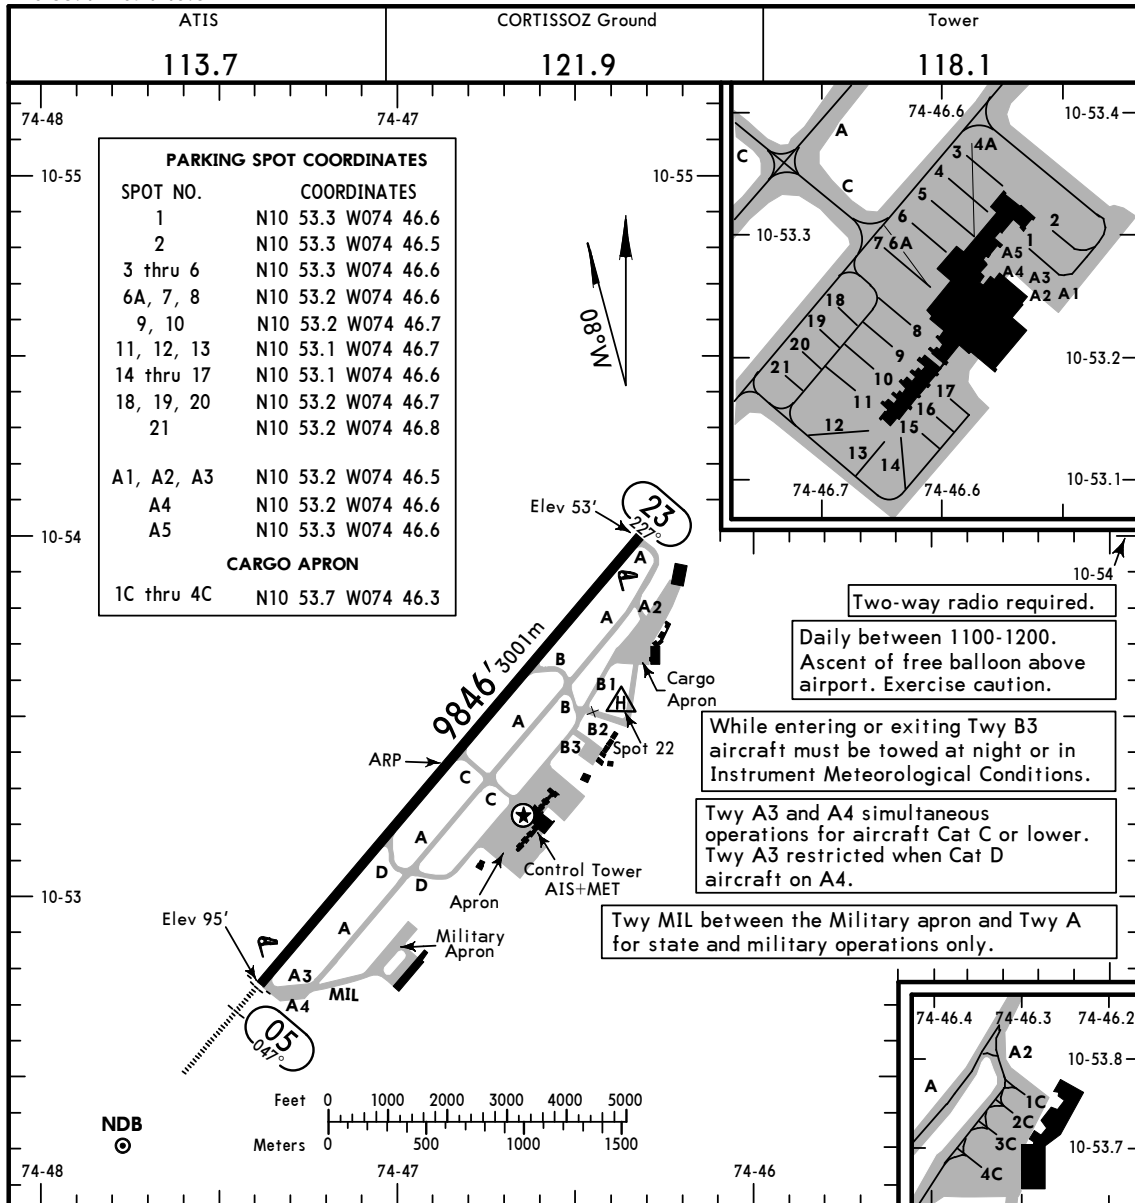 ATIS
113.7
CORTISSOZ Ground
121.9
Tower
118.1
74-48
74-47
10-55
10-55
PARKING SPOT COORDINATES
SPOT NO. COORDINATES
1 N10 53.3 W074 46.6
2 N10 53.3 W074 46.5
3 thru 6 N10 53.3 W074 46.6
6A, 7, 8 N10 53.2 W074 46.6
9, 10 N10 53.2 W074 46.7
11, 12, 13 N10 53.1 W074 46.7
14 thru 17 N10 53.1 W074 46.6
18, 19, 20 N10 53.2 W074 46.7
21 N10 53.2 W074 46.8
A1, A2, A3 N10 53.2 W074 46.5
A4 N10 53.2 W074 46.6
A5 N10 53.3 W074 46.6
CARGO APRON
1C thru 4C N10 53.7 W074 46.3
08°W
74-46.6
10-53.4
A
C
C
3
4A
4
5
6
7
6A
2
1
A5
A4
A3
A2
A1
10-53.3
18
19
20
21
8
9
10
11
12
13
14
15
16
17
10-53.2
74-46.7
74-46.6
10-53.1
10-54
10-54
Elev 53'
23
227°
A
A2
A
9846' 3001m
B
B1
B
A
H
Cargo
Apron
B2
B3
Spot 22
ARP
C
C
A
D
D
Control Tower
AIS+MET
Apron
10-53
Elev 95'
A
Military
Apron
A3
A4
MIL
05
047°
Two-way radio required.
Daily between 1100-1200.
Ascent of free balloon above
airport. Exercise caution.
While entering or exiting Twy B3
aircraft must be towed at night or in
Instrument Meteorological Conditions.
Twy A3 and A4 simultaneous
operations for aircraft Cat C or lower.
Twy A3 restricted when Cat D
aircraft on A4.
Twy MIL between the Military apron and Twy A
for state and military operations only.
Feet 0 1000 2000 3000 4000 5000
Meters 0 500 1000 1500
NDB
74-48
74-47
74-46
74-46.4
74-46.3
74-46.2
A2
10-53.8
A
1C
2C
3C
4C
10-53.7